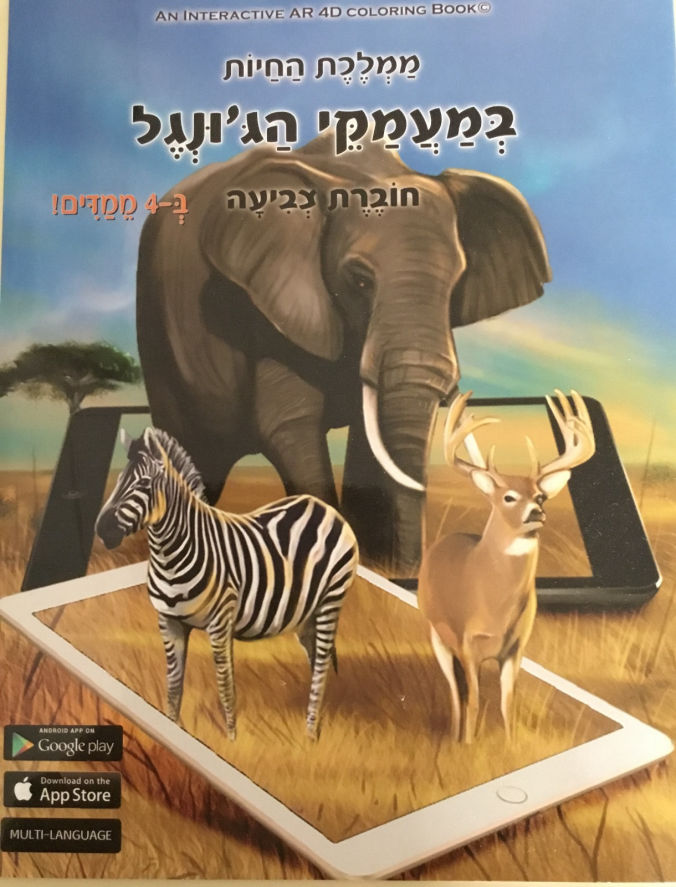 AN INTERACTIVE AR 4D COLORING BOOK©
מַמְלֶכֶת הַחַיּוֹת
בְּמַעֲמַקֵּי הַגּ'וּנְגֶל
חוֹבֶרֶת צְבִיעָה
בְּ-4 מֵמַדִּים!
ANDROID APP ON
Google play
Download on the
App Store
MULTI-LANGUAGE